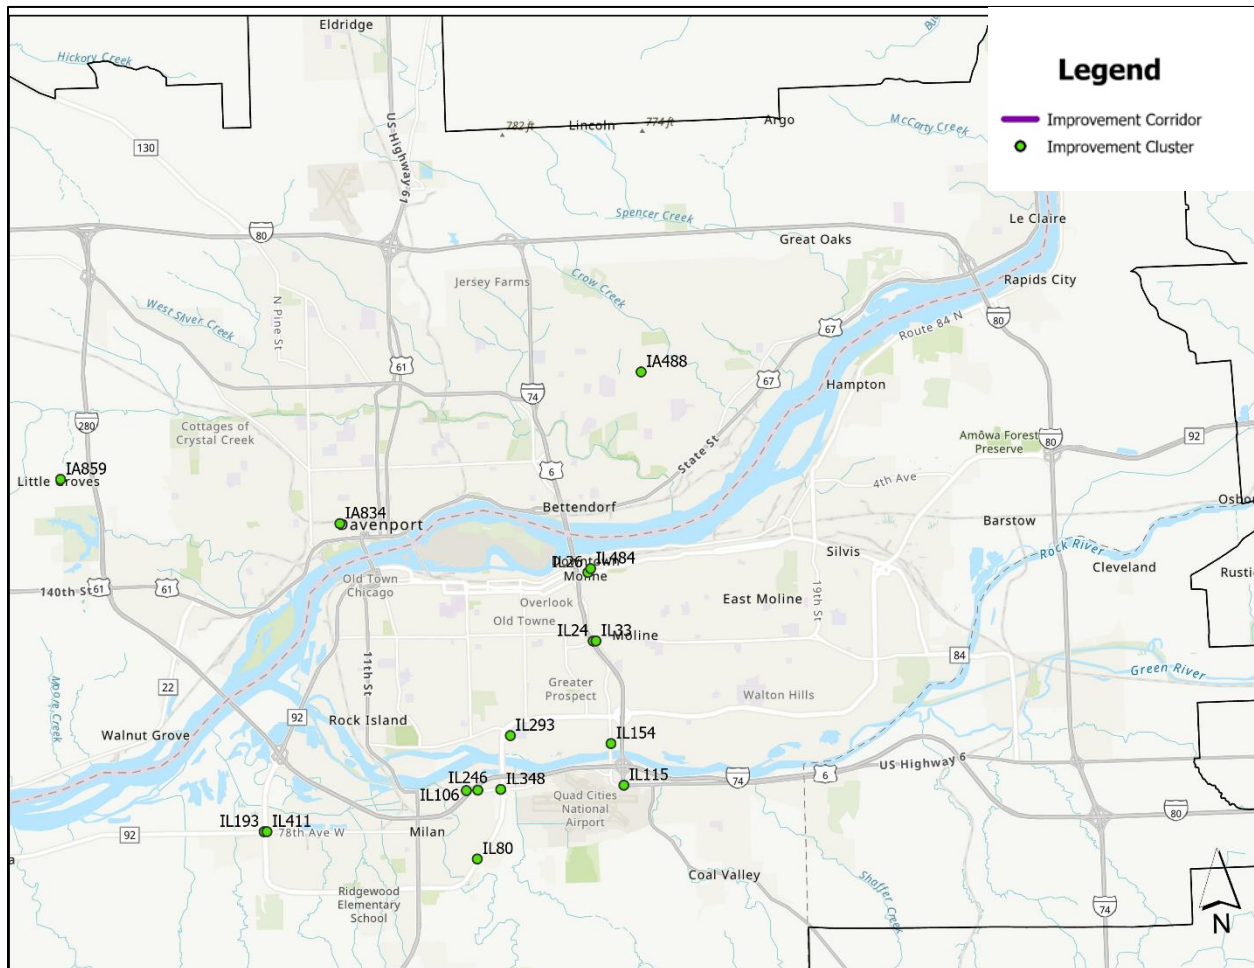 Eldridge
Hickory Creek
Legend
Improvement Corridor
Improvement Cluster
US Highway 61
782 ft
Lincoln
774 ft
Argo
McCarty Creek
130
Spencer Creek
Le Claire
80
Great Oaks
Rapids City
Jersey Farms
Crow Creek
West Silver Creek
N Pine St
80
67
Route 84 N
61
IA488
67
Hampton
74
280
Cottages of
Crystal Creek
State St
Amôwa Forest
Preserve
80
92
IA859
Little Groves
6
4th Ave
Bettendorf
IA834
Davenport
Barstow
Osbo
Rock River
Silvis
Cleveland
IL26
IL484
Downtown
Moline
Rustic
140th St
61
61
Old Town
Chicago
Overlook
Old Towne
East Moline
19th St
IL24
IL33
Moline
84
Green River
Moore Creek
22
11th St
Greater
Prospect
Walton Hills
92
Rock Island
Walnut Grove
IL293
IL154
US Highway 6
74
6
IL246
IL348
IL115
IL106
Quad Cities
National
Airport
80
92
IL193
IL411
78th Ave W
Milan
a
IL80
Coal Valley
Shaffer Creek
Ridgewood
Elementary
School
74
N